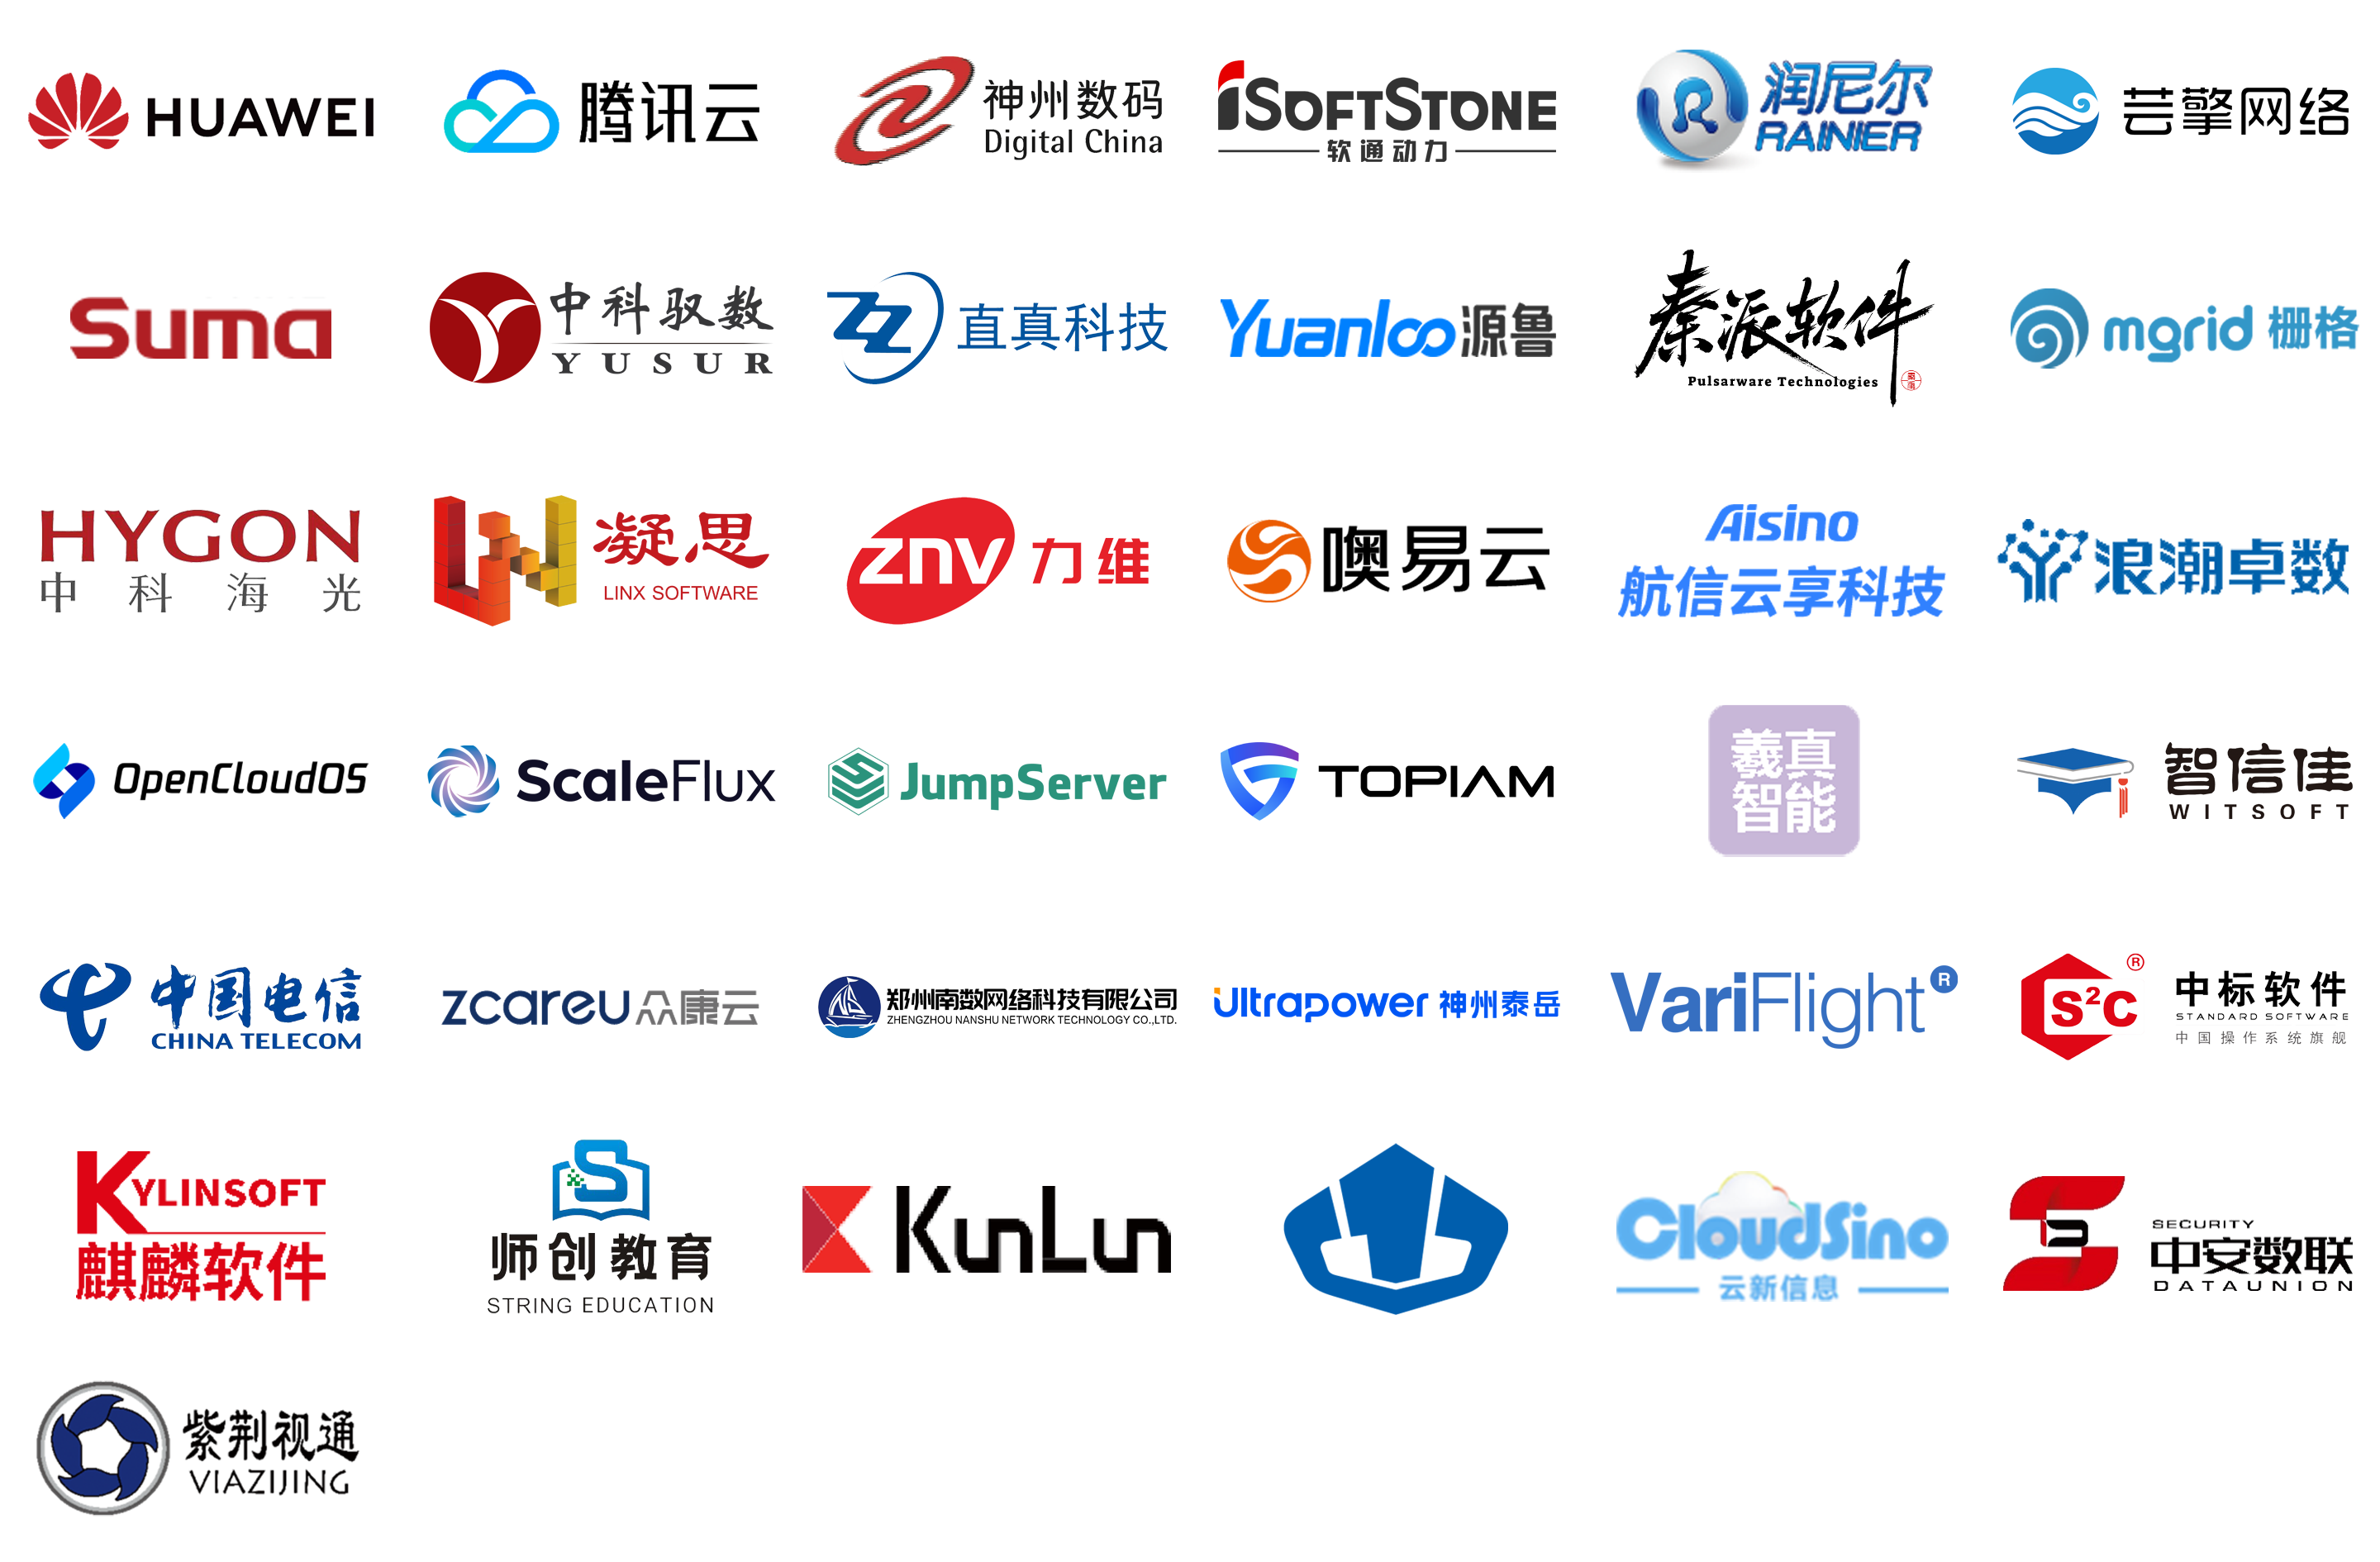 HUAWEI
腾讯云
神州数码
Digital China
iSOFTSTONE
软通动力
润尼尔
RAINIER
芸擎网络
Suma
中科驭数
YUSUR
直真科技
Yuanloo 源鲁
秦派软件
Pulsarware Technologies
mgrid 栅格
HYGON
中科海光
凝思
LINX SOFTWARE
znv 力维
噢易云
Aisino
航信云享科技
浪潮卓数
OpenCloudOS
ScaleFlux
JumpServer
TOPIAM
羲真
智能
智信佳
WITSOFT
中国电信
CHINA TELECOM
zcareu 众康云
郑州南数网络科技有限公司
ZHENGZHOU NANSHU NETWORK TECHNOLOGY CO.,LTD.
Ultrapower 神州泰岳
VariFlight®
S²C ®
中标软件
STANDARD SOFTWARE
中国操作系统旗舰
KYLINSOFT
麒麟软件
师创教育
STRING EDUCATION
KunLun
CloudSino
云新信息
SECURITY
中安数联
DATAUNION
紫荆视通
VIAZIJING